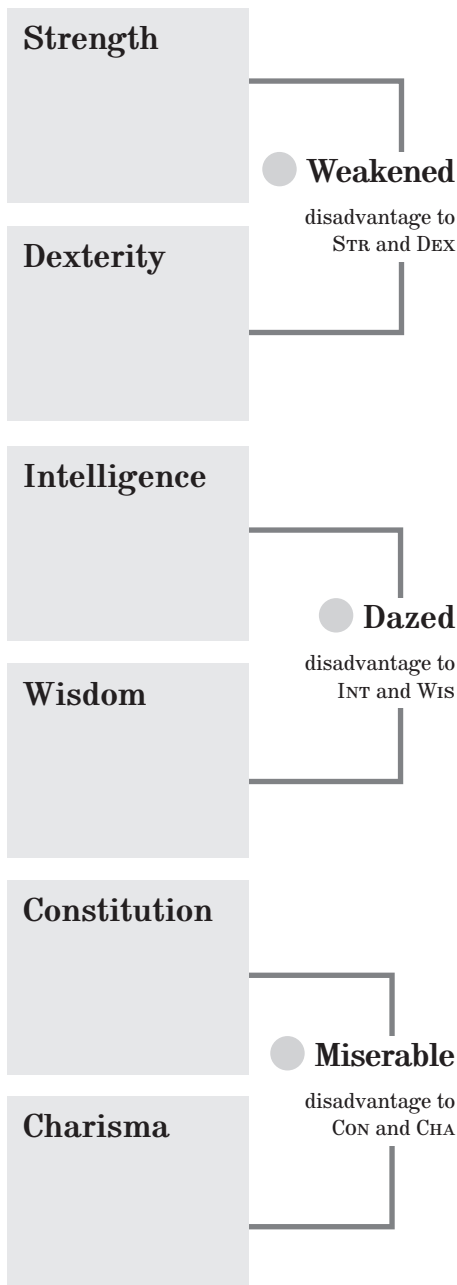 Strength
Weakened
disadvantage to
STR and DEX
Dexterity
Intelligence
Dazed
disadvantage to
INT and WIS
Wisdom
Constitution
Miserable
disadvantage to
CON and CHA
Charisma